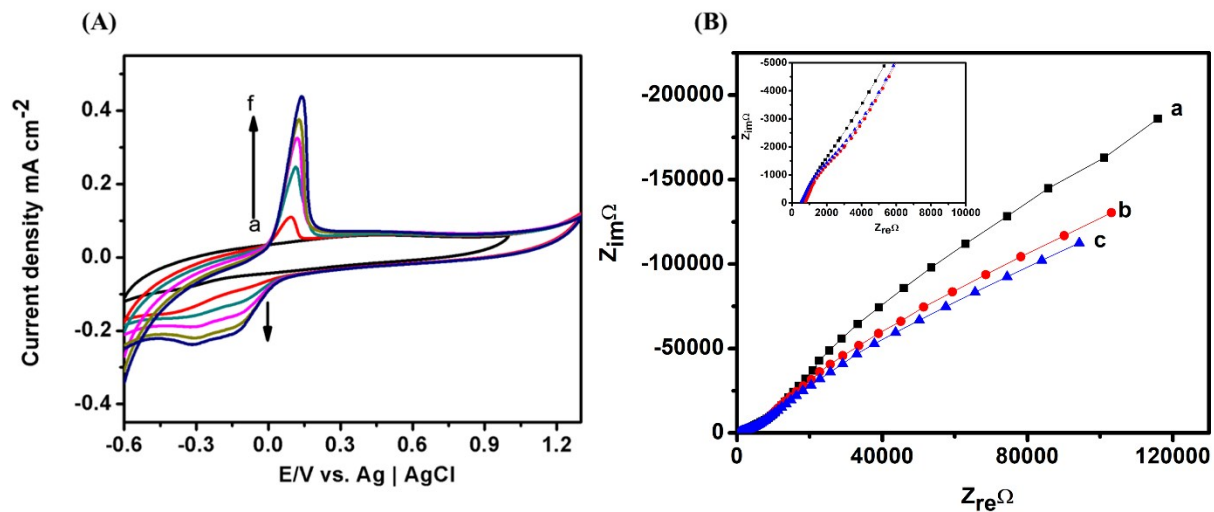 (A)
0.4
0.2
0.0
-0.2
-0.4
Current density mA cm⁻²
f
a
-0.6
-0.3
0.0
0.3
0.6
0.9
1.2
E/V vs. Ag | AgCl
(B)
-200000
-150000
-100000
-50000
0
ZimΩ
-5000
-4000
-3000
-2000
-1000
0
ZimΩ
0 2000 4000 6000 8000 10000
ZreΩ
a
b
c
0 40000 80000 120000
ZreΩ